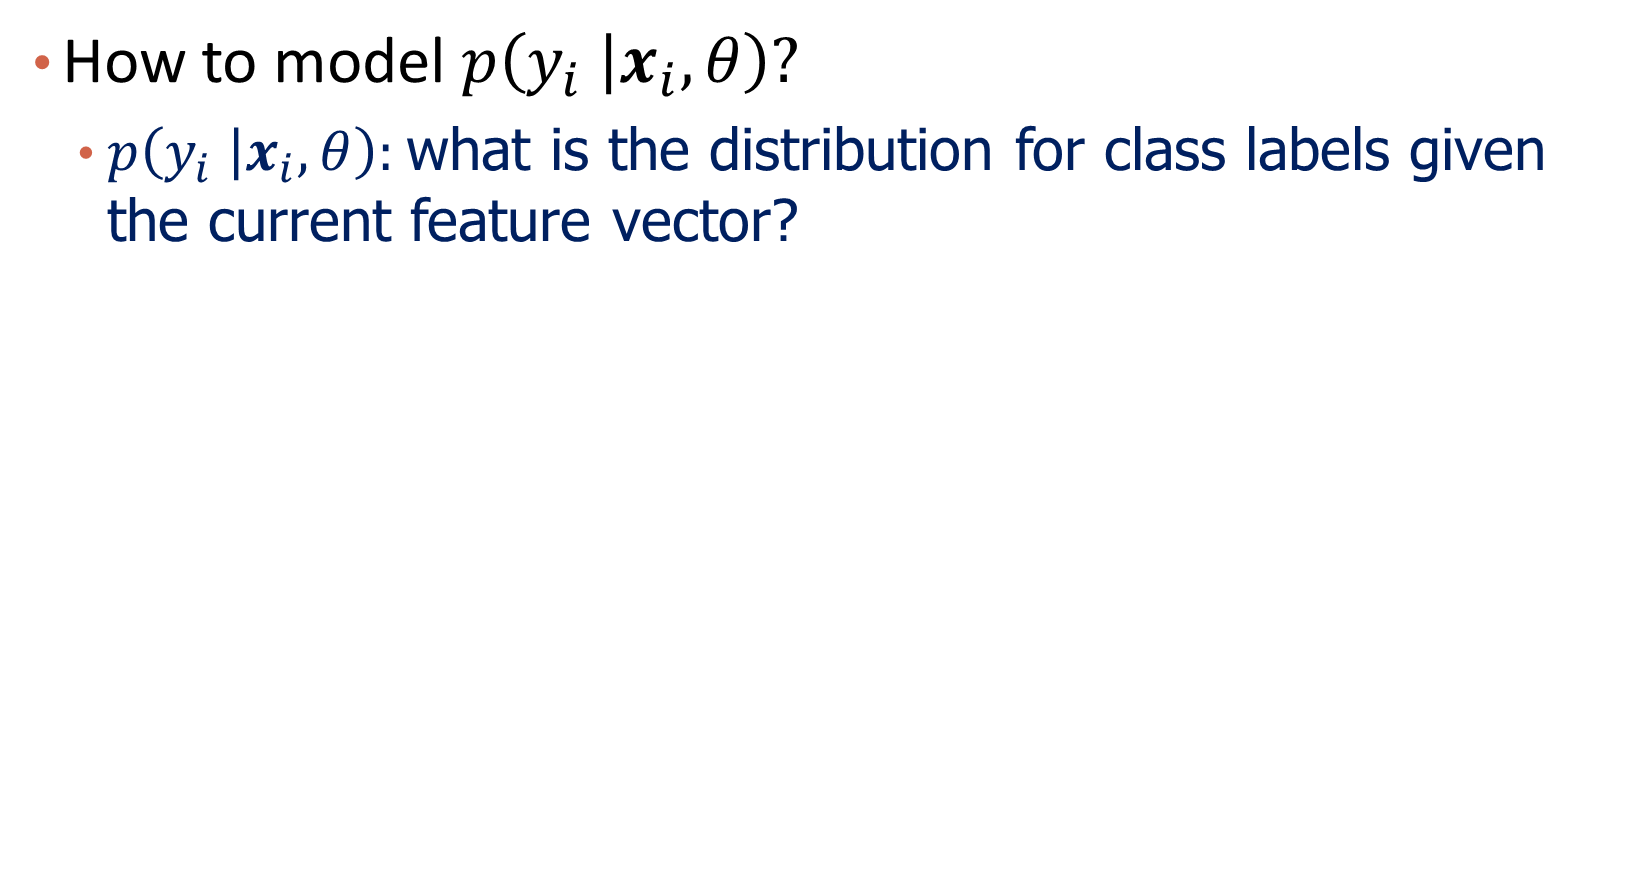 • How to model 𝑝(𝑦ᵢ |𝒙ᵢ, 𝜃)?
• 𝑝(𝑦ᵢ |𝒙ᵢ, 𝜃): what is the distribution for class labels given
the current feature vector?